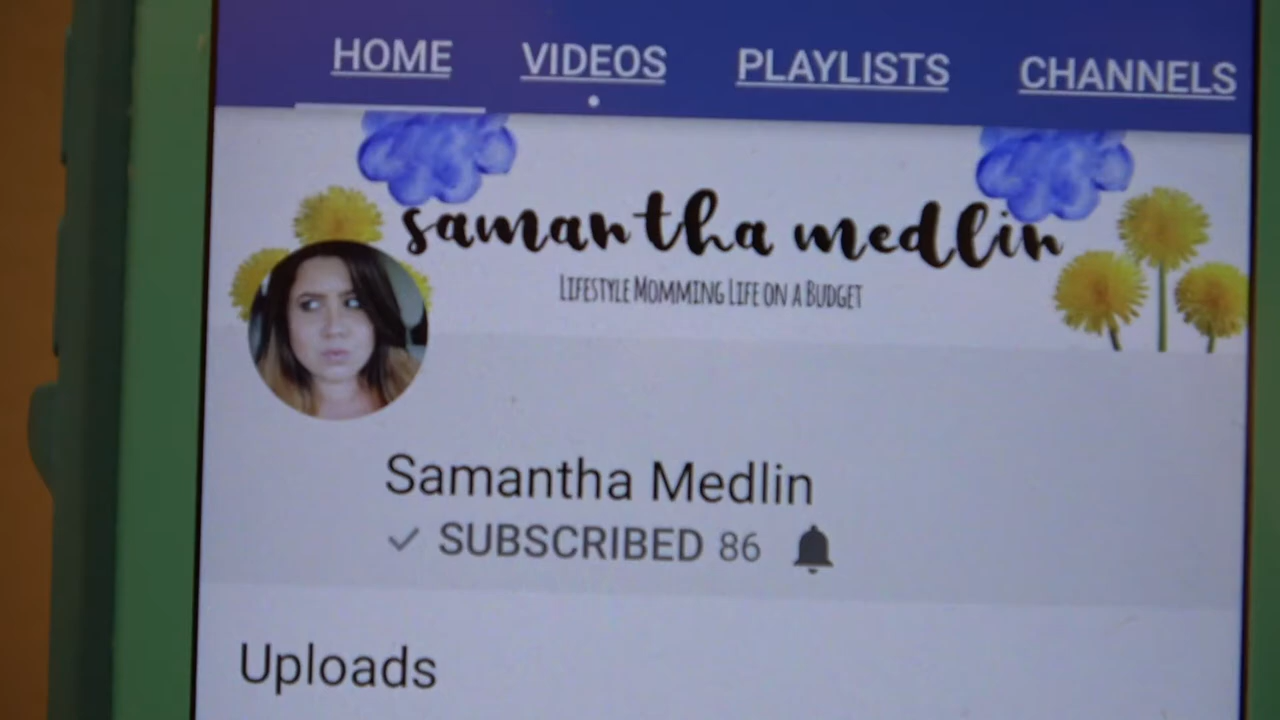 HOME VIDEOS PLAYLISTS CHANNELS
samantha medlin
LIFESTYLE MOMMING LIFE ON A BUDGET
Samantha Medlin
SUBSCRIBED 86
Uploads